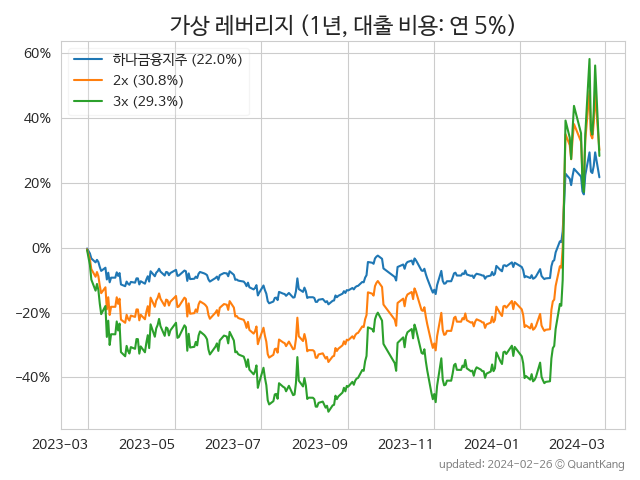 가상 레버리지 (1년, 대출 비용: 연 5%)
60%
40%
20%
0%
−20%
−40%
하나금융지주 (22.0%)
2x (30.8%)
3x (29.3%)
2023-03 2023-05 2023-07 2023-09 2023-11 2024-01 2024-03
updated: 2024-02-26 © QuantKang